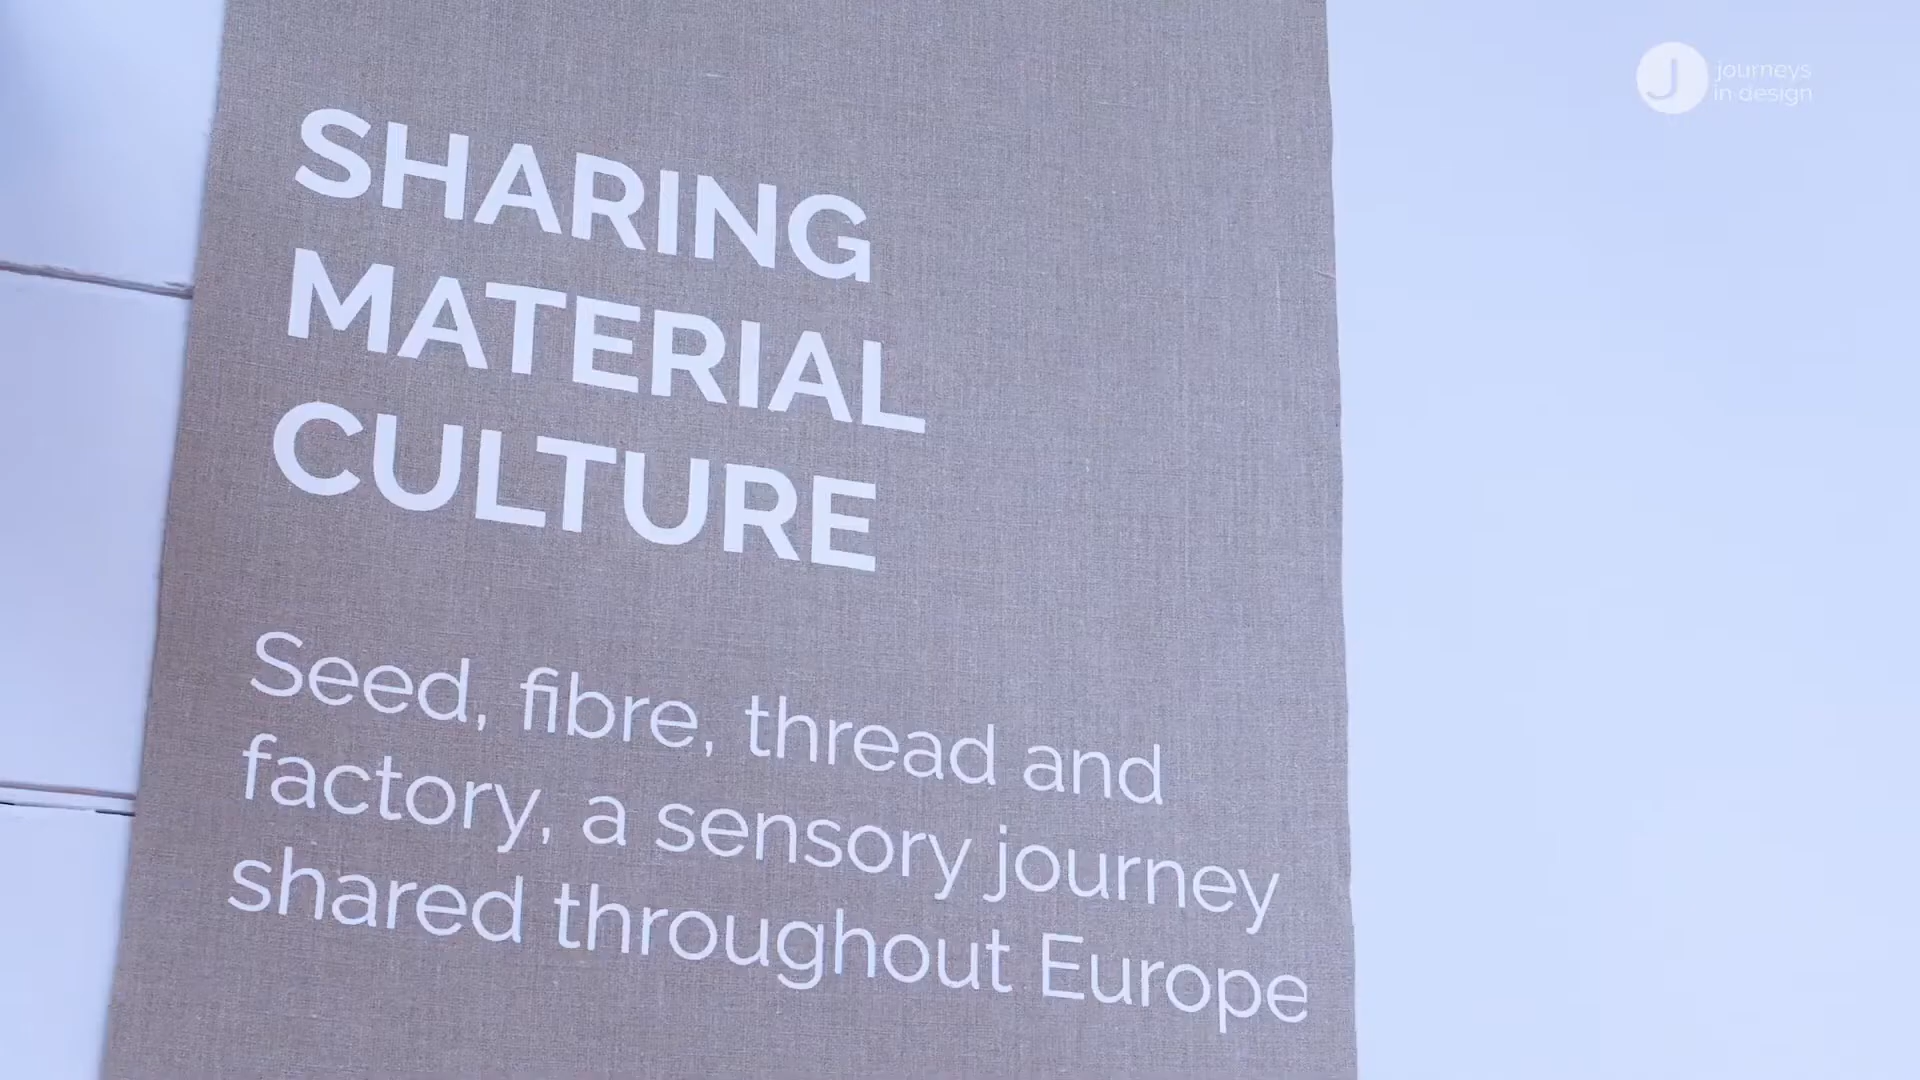 SHARING
MATERIAL
CULTURE
Seed, fibre, thread and
factory, a sensory journey
shared throughout Europe
J
journeys
in design